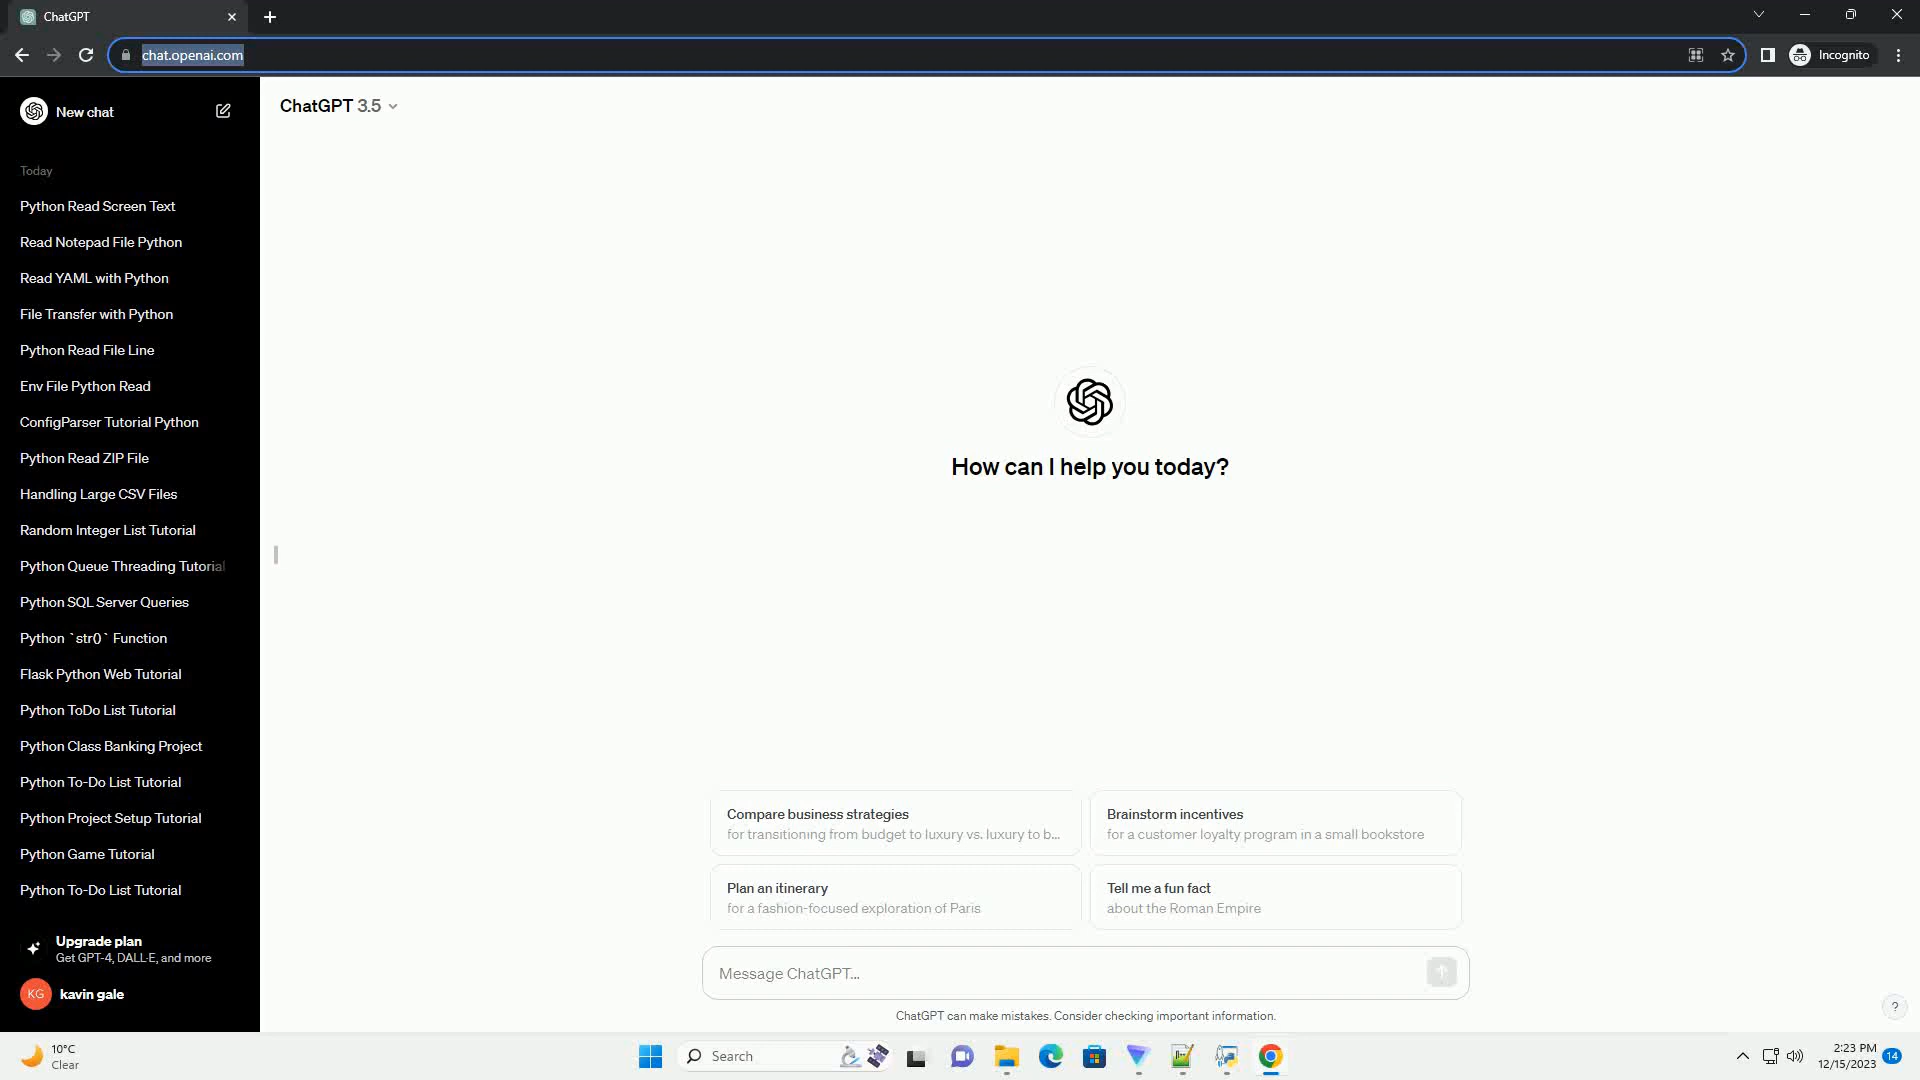 ChatGPT
chat.openai.com
Incognito
New chat
ChatGPT 3.5
Today
Python Read Screen Text
Read Notepad File Python
Read YAML with Python
File Transfer with Python
Python Read File Line
Env File Python Read
ConfigParser Tutorial Python
Python Read ZIP File
Handling Large CSV Files
Random Integer List Tutorial
Python Queue Threading Tutorial
Python SQL Server Queries
Python `str()` Function
Flask Python Web Tutorial
Python ToDo List Tutorial
Python Class Banking Project
Python To-Do List Tutorial
Python Project Setup Tutorial
Python Game Tutorial
Python To-Do List Tutorial
Upgrade plan
Get GPT-4, DALL·E, and more
KG kavin gale
How can I help you today?
Compare business strategies
for transitioning from budget to luxury vs. luxury to b...
Brainstorm incentives
for a customer loyalty program in a small bookstore
Plan an itinerary
for a fashion-focused exploration of Paris
Tell me a fun fact
about the Roman Empire
Message ChatGPT...
ChatGPT can make mistakes. Consider checking important information.
?
10°C
Clear
Search
2:23 PM
12/15/2023
14